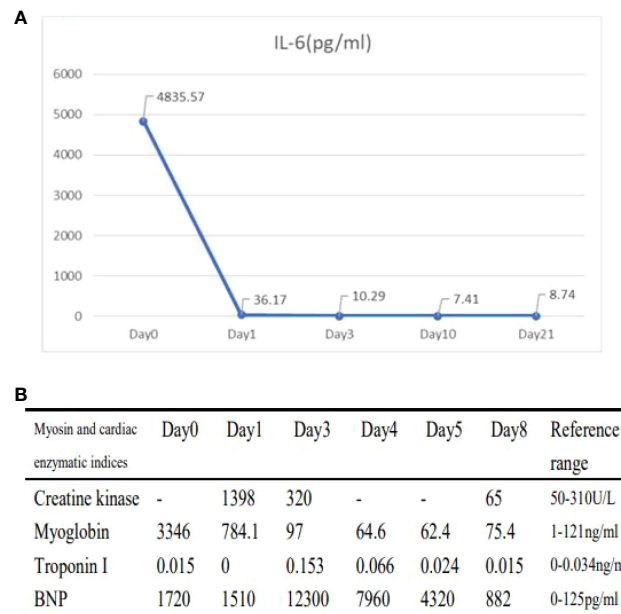 A
IL-6(pg/ml)
6000
5000
4000
3000
2000
1000
0
4835.57
36.17
10.29
7.41
8.74
Day0 Day1 Day3 Day10 Day21
B
Myosin and cardiac enzymatic indices Day0 Day1 Day3 Day4 Day5 Day8 Reference range
Creatine kinase - 1398 320 - - 65 50-310U/L
Myoglobin 3346 784.1 97 64.6 62.4 75.4 1-121ng/ml
Troponin I 0.015 0 0.153 0.066 0.024 0.015 0-0.034ng/m
BNP 1720 1510 12300 7960 4320 882 0-125pg/ml